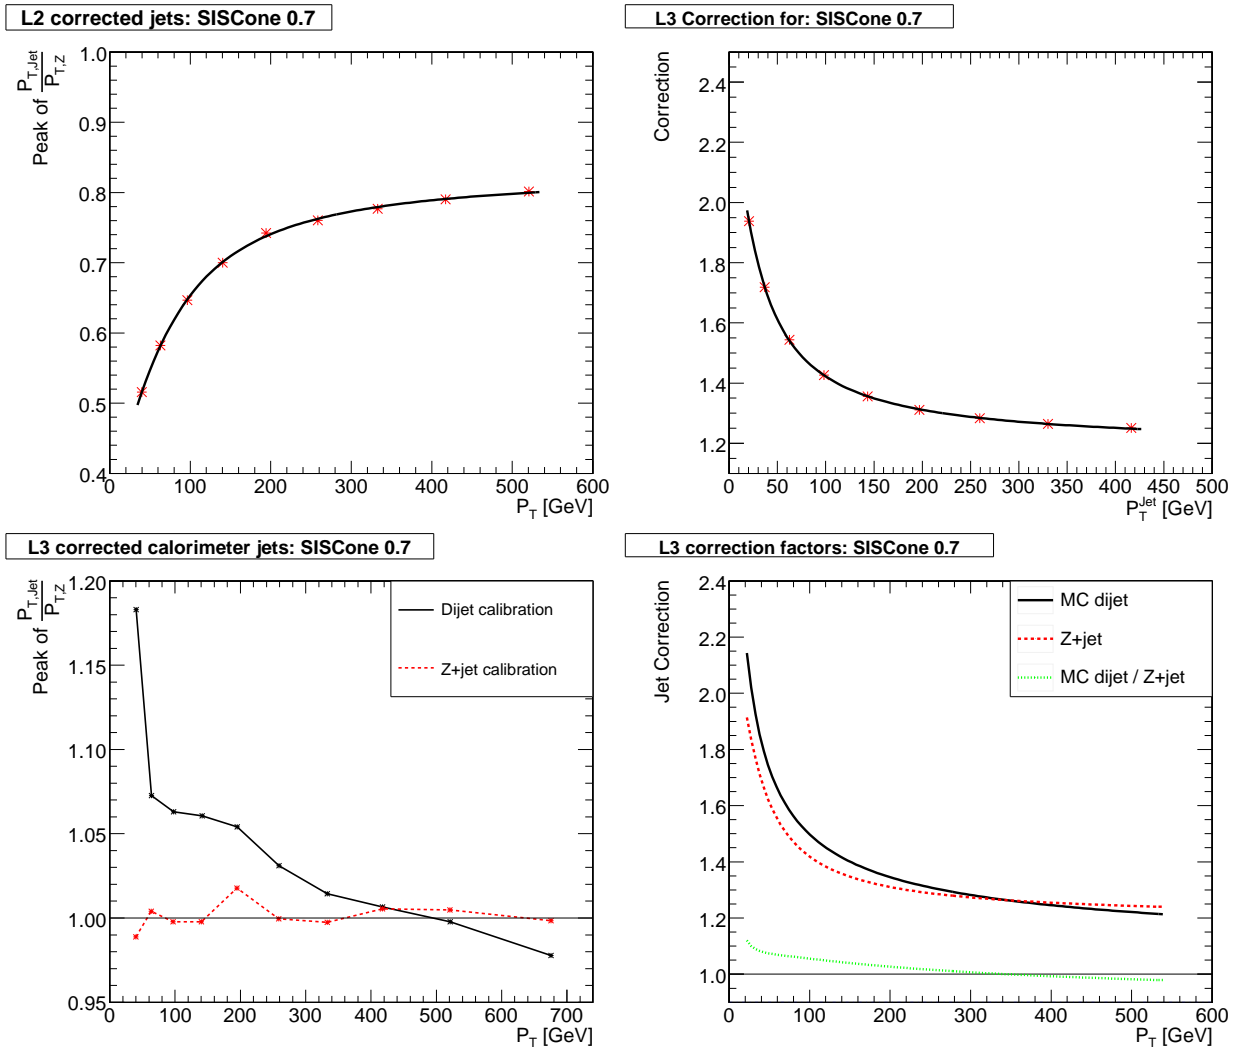 L2 corrected jets: SISCone 0.7
Peak of P_T,Jet / P_T,Z
1.0
0.9
0.8
0.7
0.6
0.5
0.4
0 100 200 300 400 500 600
P_T [GeV]
L3 Correction for: SISCone 0.7
Correction
2.4
2.2
2.0
1.8
1.6
1.4
1.2
0 50 100 150 200 250 300 350 400 450 500
P_T^Jet [GeV]
L3 corrected calorimeter jets: SISCone 0.7
Peak of P_T,Jet / P_T,Z
1.20
1.15
1.10
1.05
1.00
0.95
Dijet calibration
Z+jet calibration
0 100 200 300 400 500 600 700
P_T [GeV]
L3 correction factors: SISCone 0.7
Jet Correction
2.4
2.2
2.0
1.8
1.6
1.4
1.2
1.0
MC dijet
Z+jet
MC dijet / Z+jet
0 100 200 300 400 500 600
P_T [GeV]